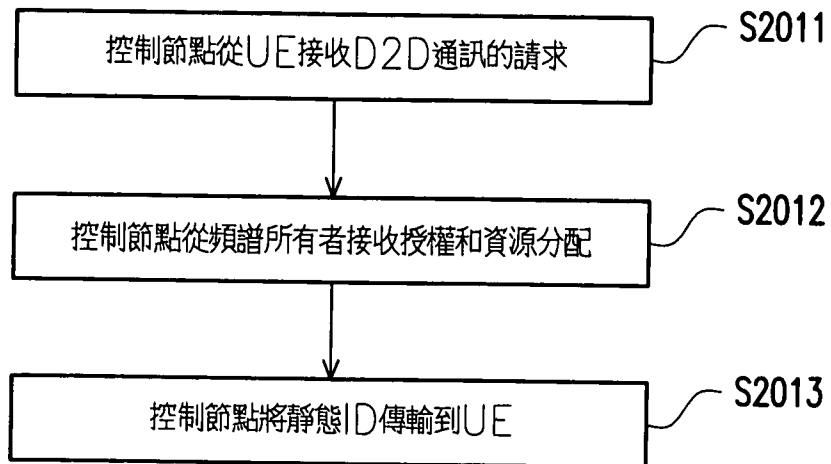 控制節點從UE接收D2D通訊的請求
S2011
控制節點從頻譜所有者接收授權和資源分配
S2012
控制節點將靜態ID傳輸到UE
S2013